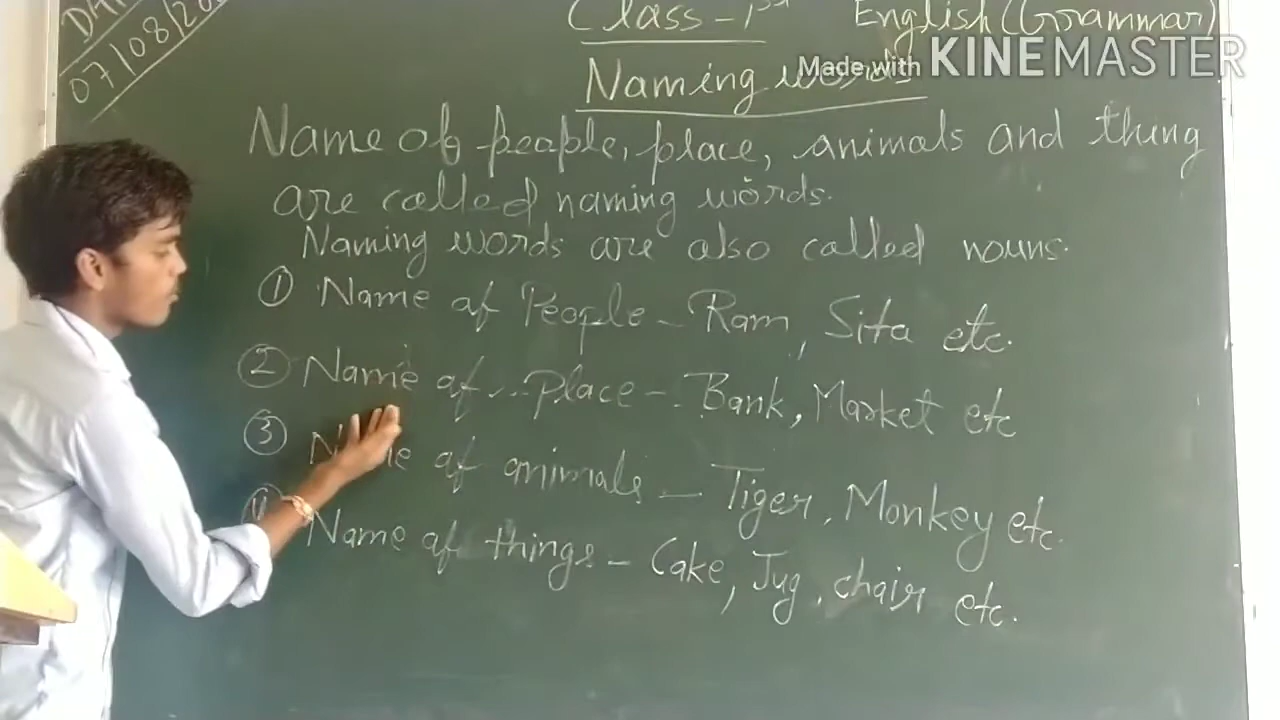 07/08/20
Class - 1st English (Grammar)
Made with KINEMASTER
Naming words
Name of people, place, animals and thing
are called naming words.
Naming words are also called nouns.
① Name of People - Ram, Sita etc.
② Name of Place - Bank, Market etc
③ Name of animals - Tiger, Monkey etc.
④ Name of things - Cake, Jug, chair etc.